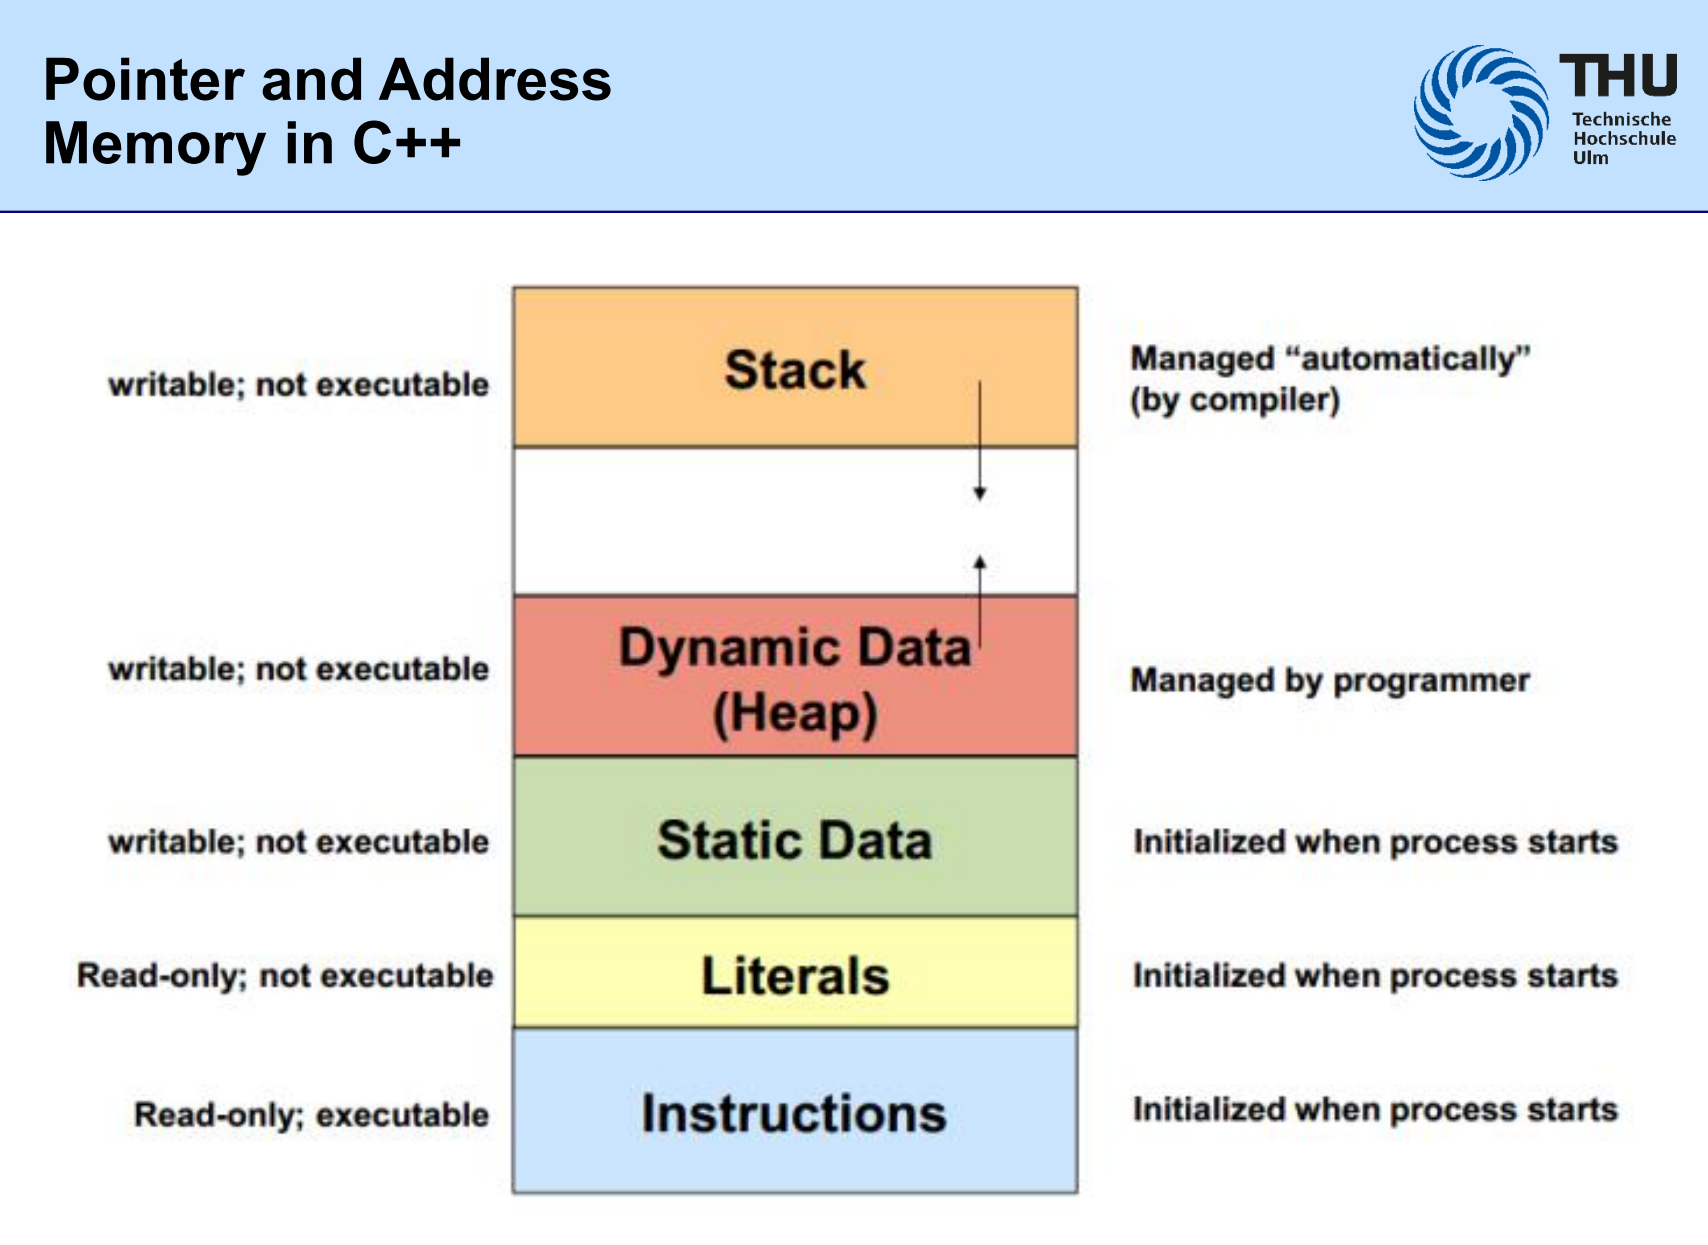 Pointer and Address
Memory in C++
THU
Technische
Hochschule
Ulm
writable; not executable
Stack
Managed “automatically”
(by compiler)
writable; not executable
Dynamic Data
(Heap)
Managed by programmer
writable; not executable
Static Data
Initialized when process starts
Read-only; not executable
Literals
Initialized when process starts
Read-only; executable
Instructions
Initialized when process starts